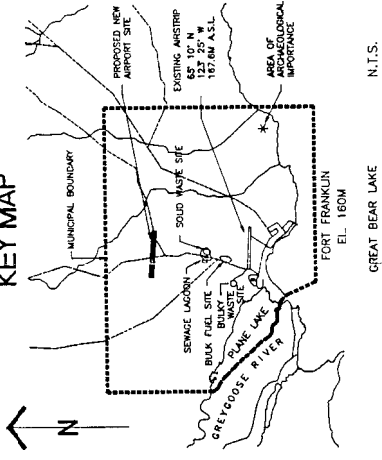 KEY MAP
N
MUNICIPAL BOUNDARY
PROPOSED NEW
AIRPORT SITE
EXISTING AIRSTRIP
65° 10' N
123° 25' W
187.6M A.S.L.
SEWAGE LAGOON
SOLID WASTE SITE
BULK FUEL SITE
BULKY
WASTE
SITE
AREA OF
ARCHAEOLOGICAL
IMPORTANCE
PLANE LAKE
GREYGOOSE RIVER
FORT FRANKLIN
EL. 160M
GREAT BEAR LAKE
N.T.S.